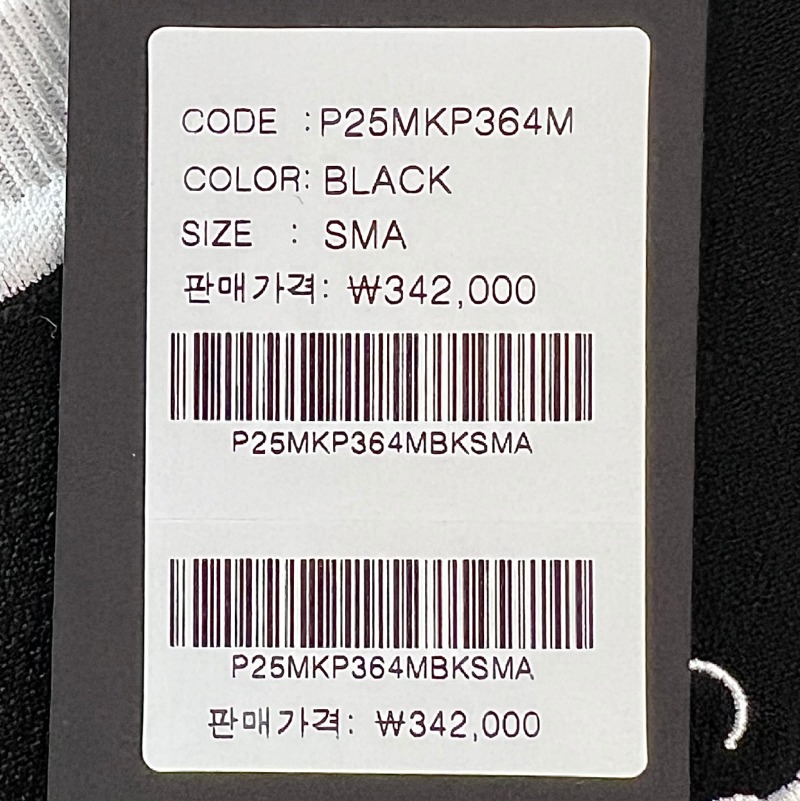 CODE : P25MKP364M
COLOR: BLACK
SIZE : SMA
판매가격: ₩342,000
P25MKP364MBKSMA
P25MKP364MBKSMA
판매가격: ₩342,000